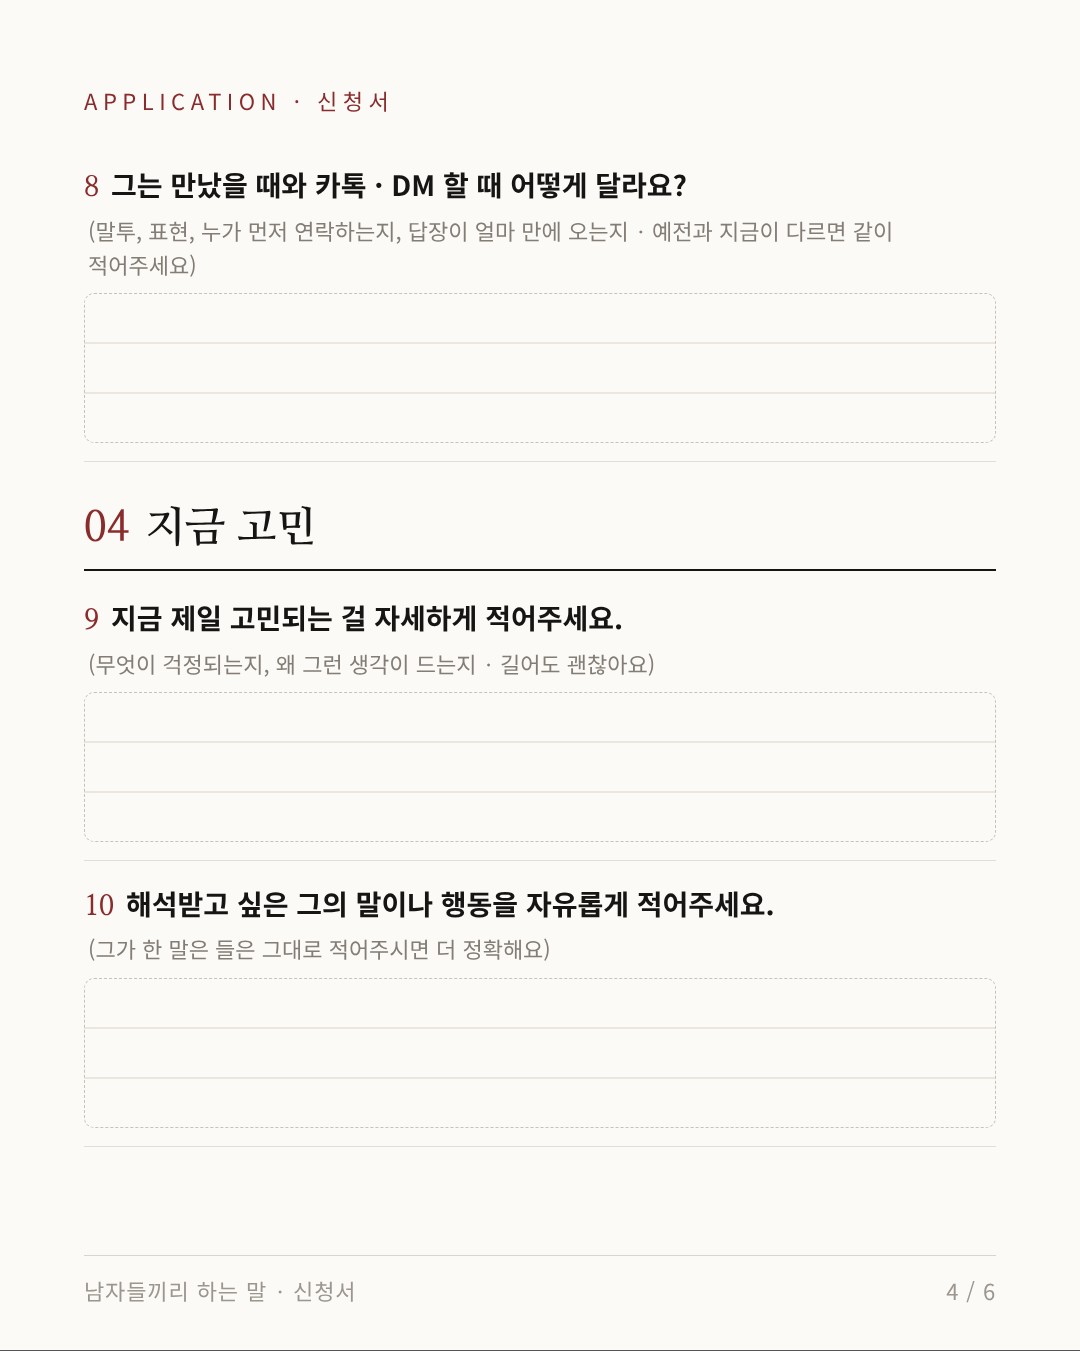 APPLICATION · 신청서
8 그는 만났을 때와 카톡 · DM 할 때 어떻게 달라요?
(말투, 표현, 누가 먼저 연락하는지, 답장이 얼마 만에 오는지 · 예전과 지금이 다르면 같이
적어주세요)
04 지금 고민
9 지금 제일 고민되는 걸 자세하게 적어주세요.
(무엇이 걱정되는지, 왜 그런 생각이 드는지 · 길어도 괜찮아요)
10 해석받고 싶은 그의 말이나 행동을 자유롭게 적어주세요.
(그가 한 말은 들은 그대로 적어주시면 더 정확해요)
남자들끼리 하는 말 · 신청서
4 / 6